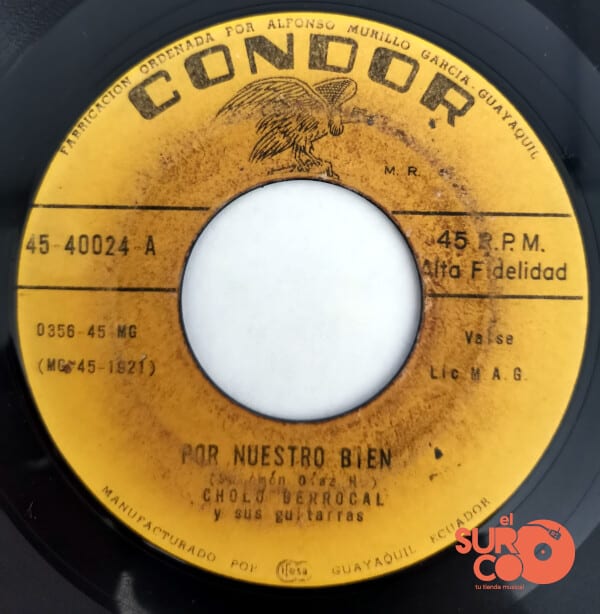 FABRICACION ORDENADA POR ALFONSO MURILLO GARCIA - GUAYAQUIL
CONDOR
M. R.
45-40024-A
45 R.P.M.
Alta Fidelidad
0356-45 MG
(MG-45-1921)
Valse
Lic M.A.G.
POR NUESTRO BIEN
Díaz H.)
CHOLO BERROCAL
y sus guitarras
MANUFACTURADO POR GUAYAQUIL ECUADOR
el
SURCO
tu tienda musical